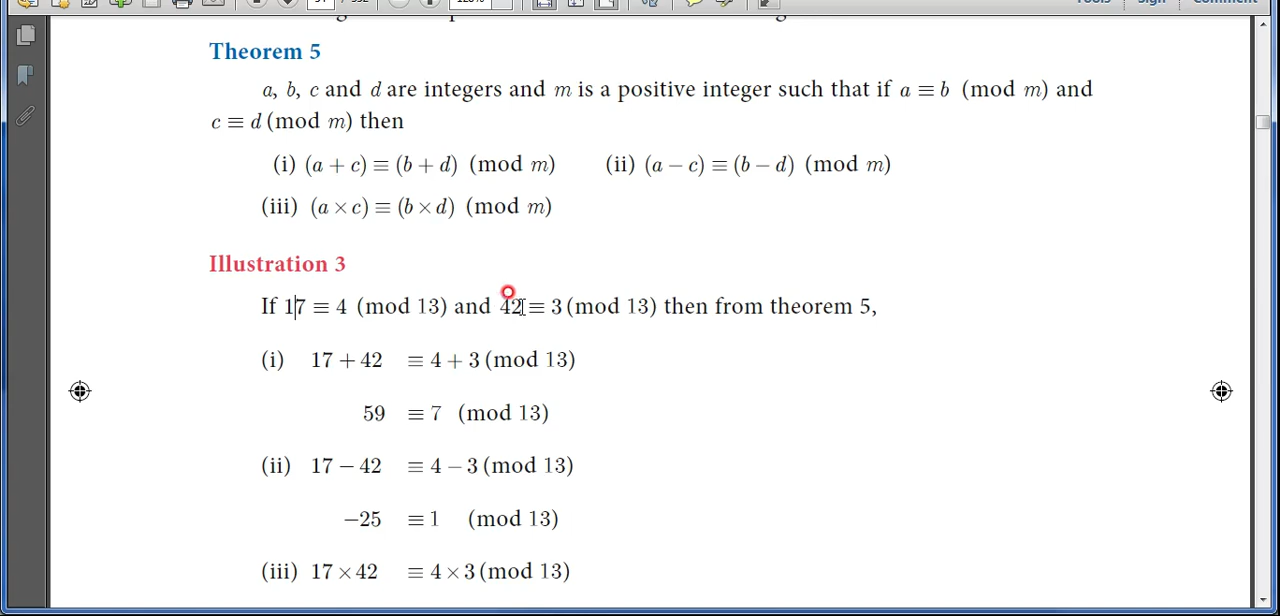 Theorem 5
a, b, c and d are integers and m is a positive integer such that if a ≡ b (mod m) and
c ≡ d (mod m) then
(i) (a + c) ≡ (b + d) (mod m) (ii) (a − c) ≡ (b − d) (mod m)
(iii) (a × c) ≡ (b × d) (mod m)
Illustration 3
If 17 ≡ 4 (mod 13) and 42 ≡ 3 (mod 13) then from theorem 5,
(i) 17 + 42 ≡ 4 + 3 (mod 13)
59 ≡ 7 (mod 13)
(ii) 17 − 42 ≡ 4 − 3 (mod 13)
−25 ≡ 1 (mod 13)
(iii) 17 × 42 ≡ 4 × 3 (mod 13)